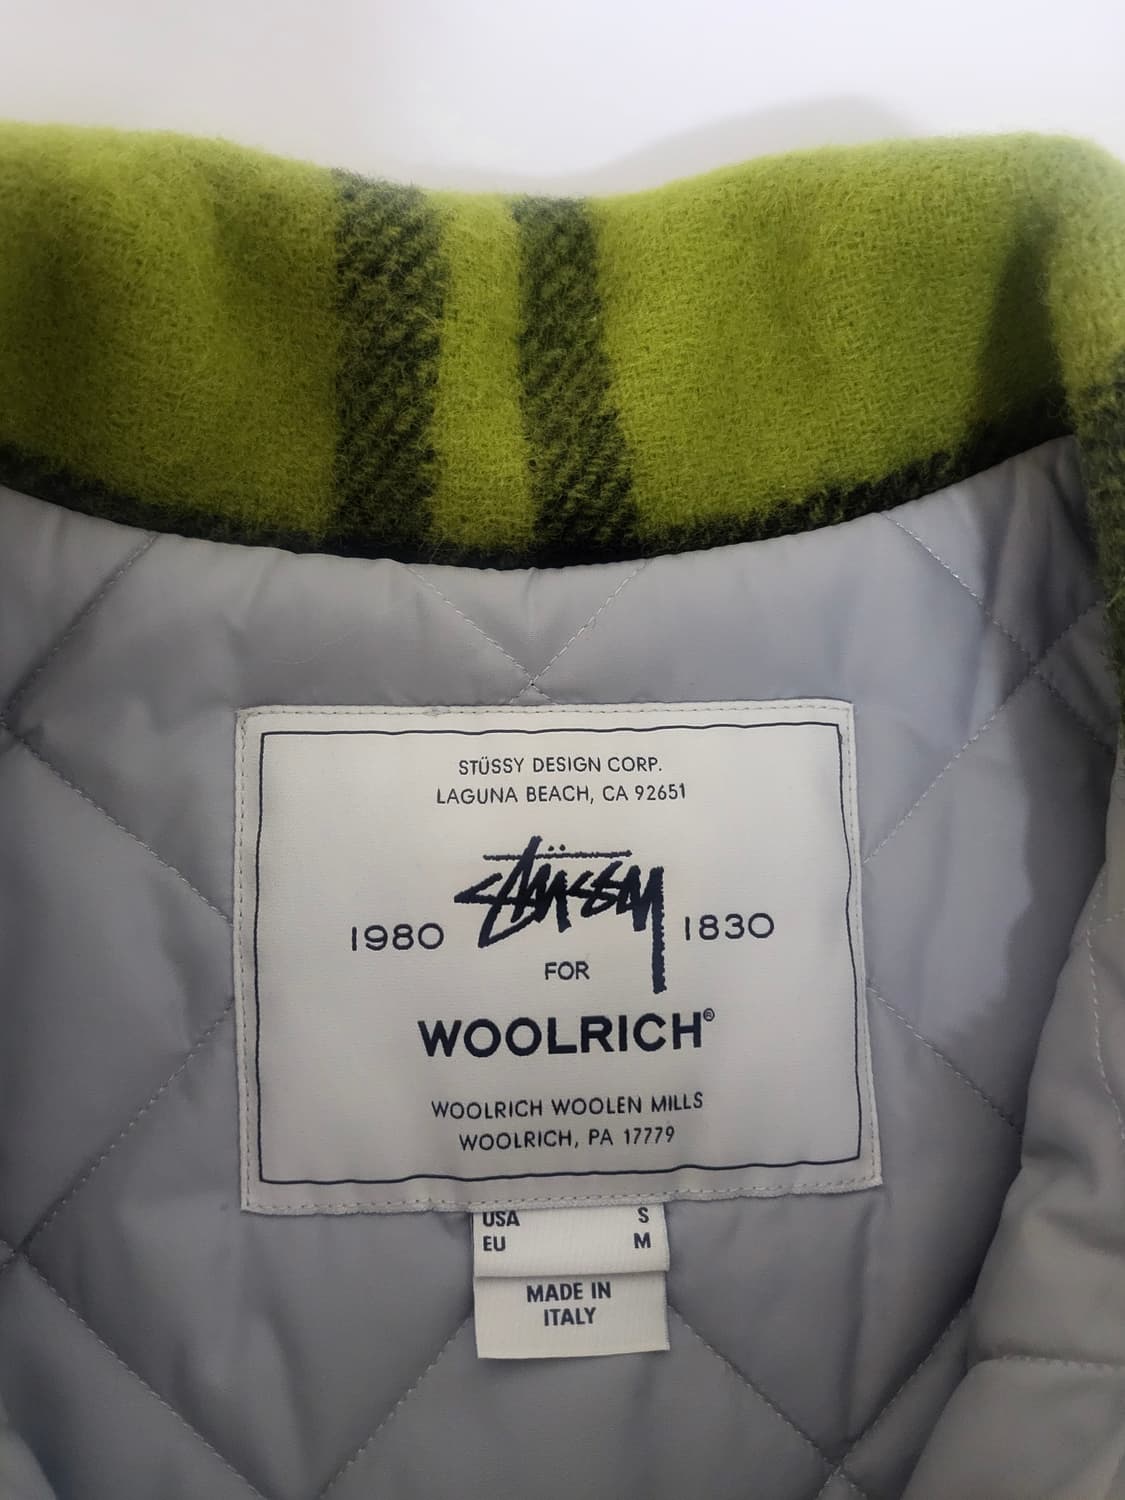 STÜSSY DESIGN CORP.
LAGUNA BEACH, CA 92651
1980 Stüssy 1830
FOR
WOOLRICH®
WOOLRICH WOOLEN MILLS
WOOLRICH, PA 17779
USA S
EU M
MADE IN
ITALY